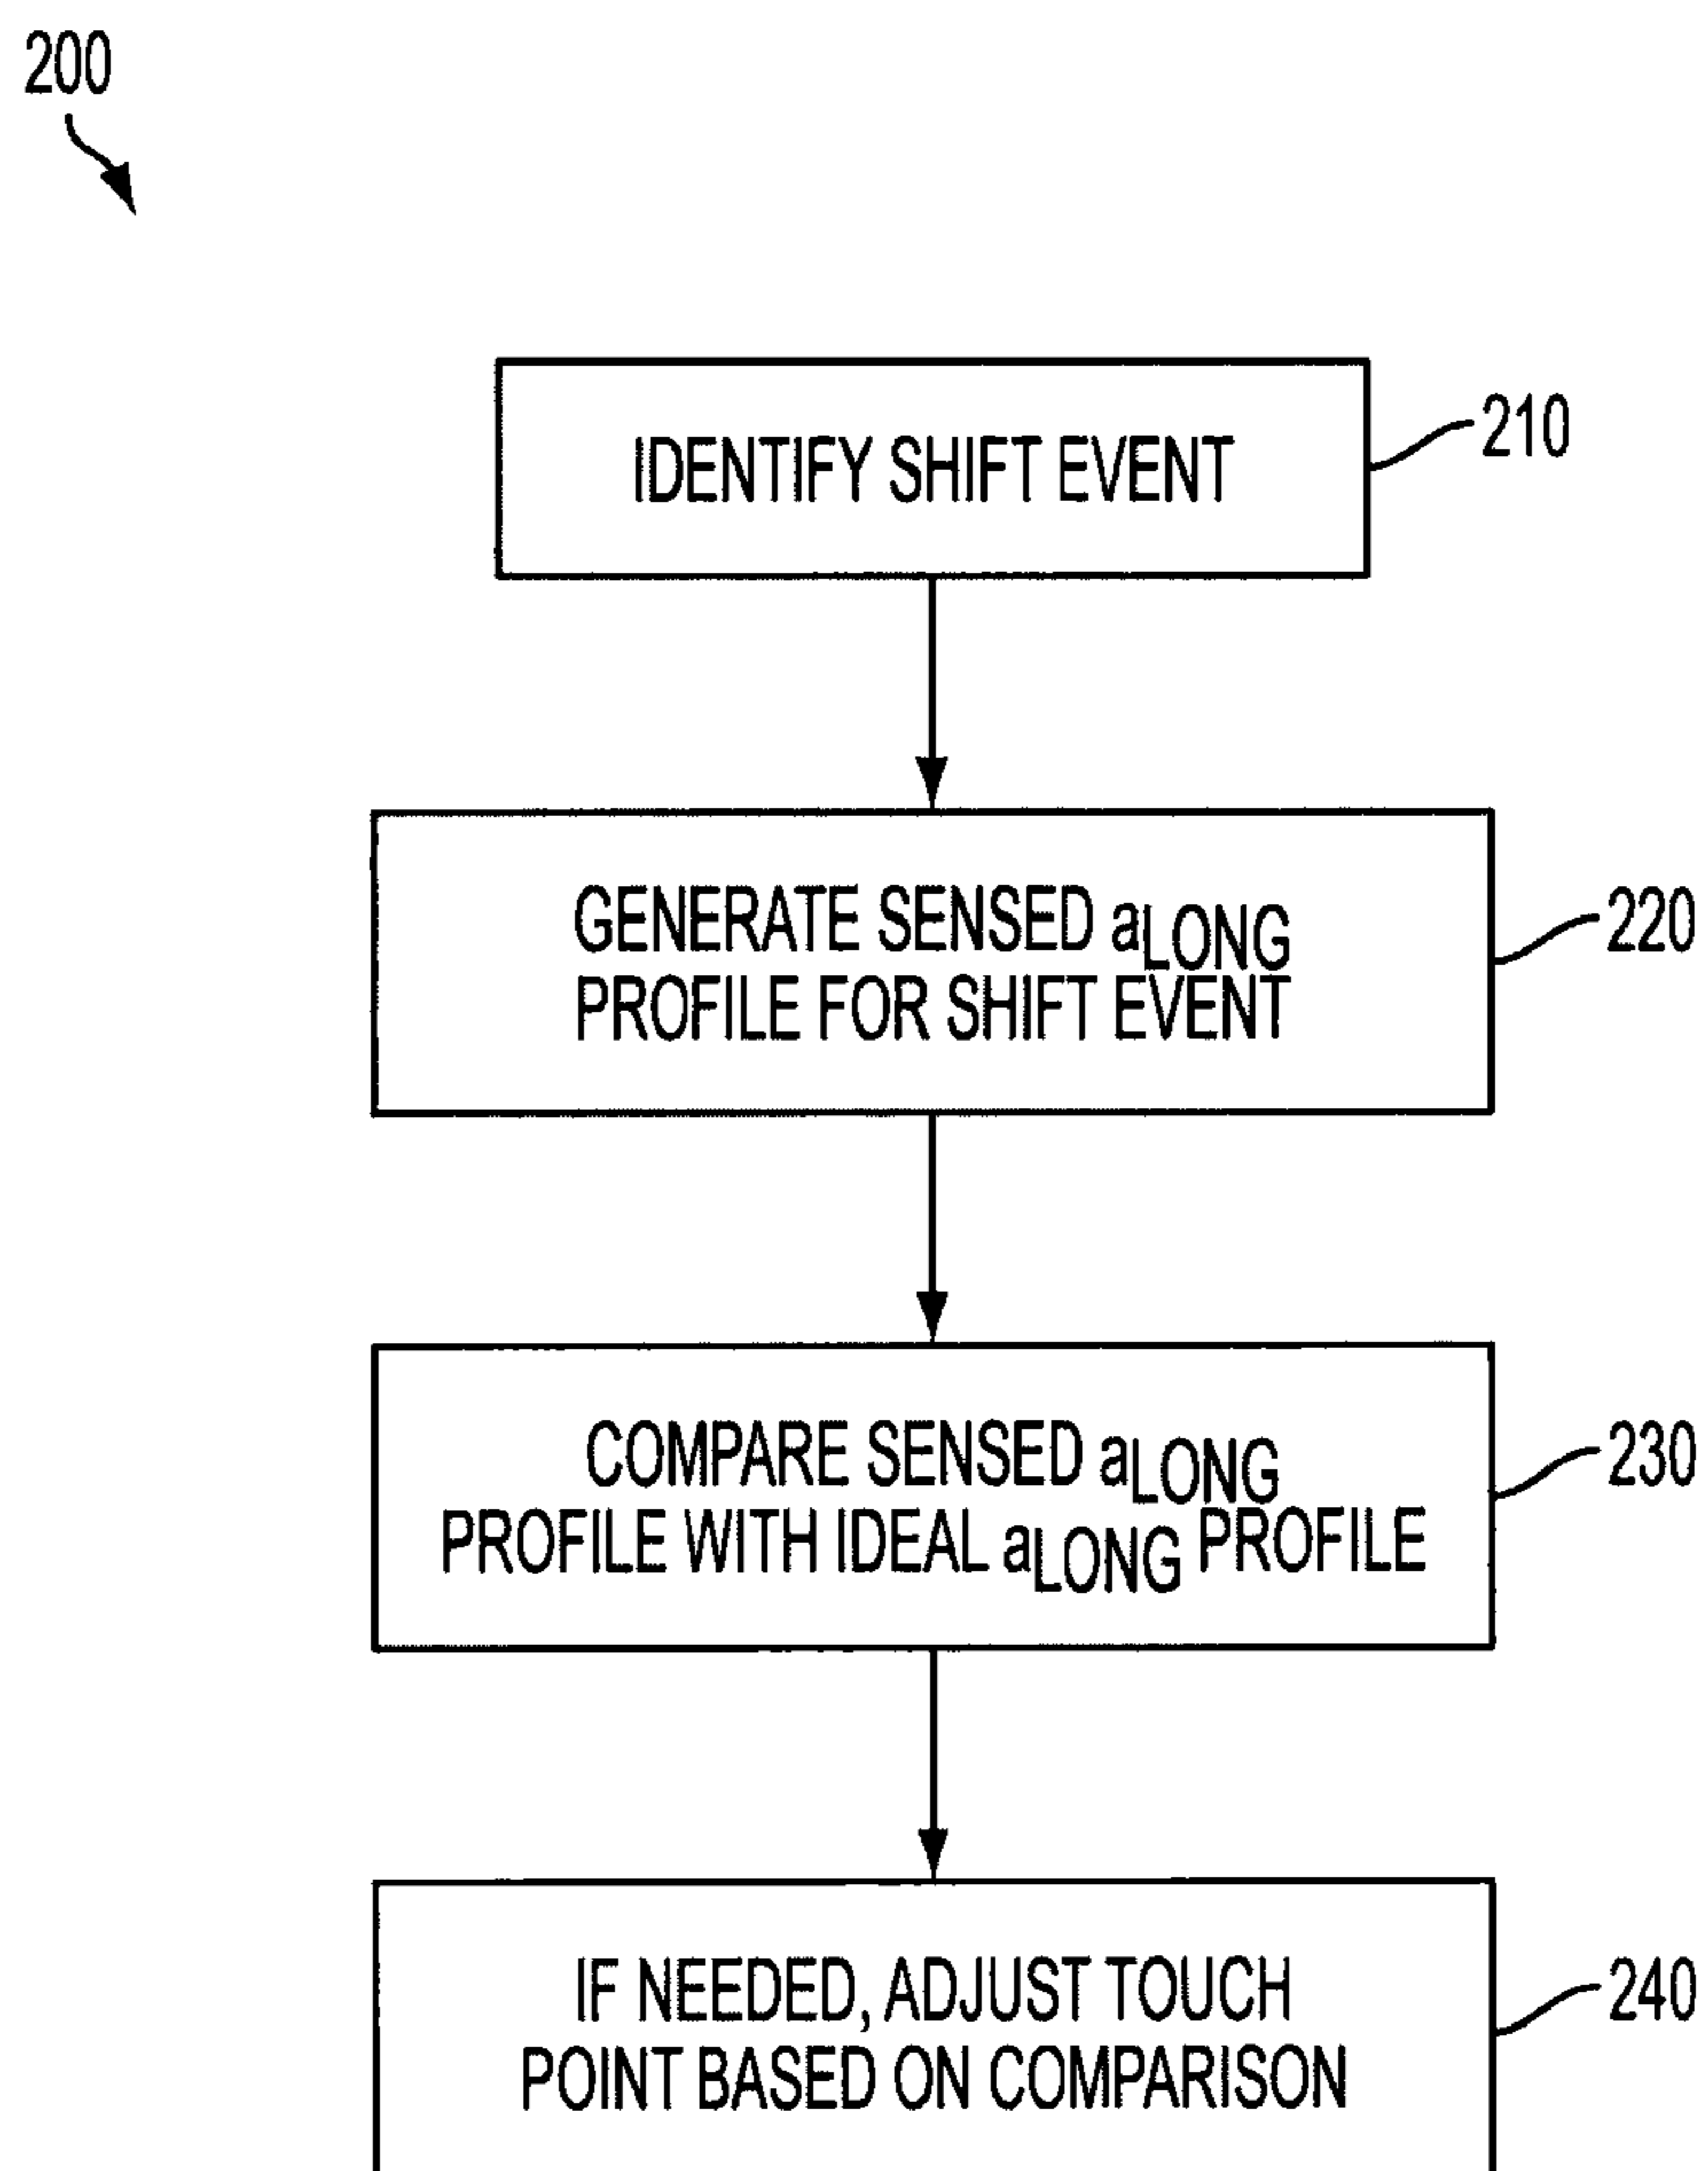 200
IDENTIFY SHIFT EVENT
210
GENERATE SENSED aLONG
PROFILE FOR SHIFT EVENT
220
COMPARE SENSED aLONG
PROFILE WITH IDEAL aLONG PROFILE
230
IF NEEDED, ADJUST TOUCH
POINT BASED ON COMPARISON
240